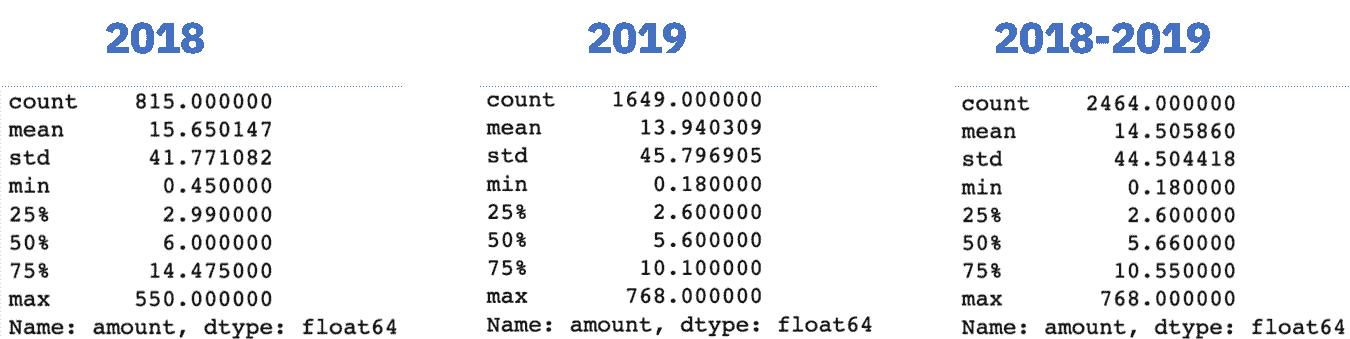 2018
count 815.000000
mean 15.650147
std 41.771082
min 0.450000
25% 2.990000
50% 6.000000
75% 14.475000
max 550.000000
Name: amount, dtype: float64
2019
count 1649.000000
mean 13.940309
std 45.796905
min 0.180000
25% 2.600000
50% 5.600000
75% 10.100000
max 768.000000
Name: amount, dtype: float64
2018-2019
count 2464.000000
mean 14.505860
std 44.504418
min 0.180000
25% 2.600000
50% 5.660000
75% 10.550000
max 768.000000
Name: amount, dtype: float64